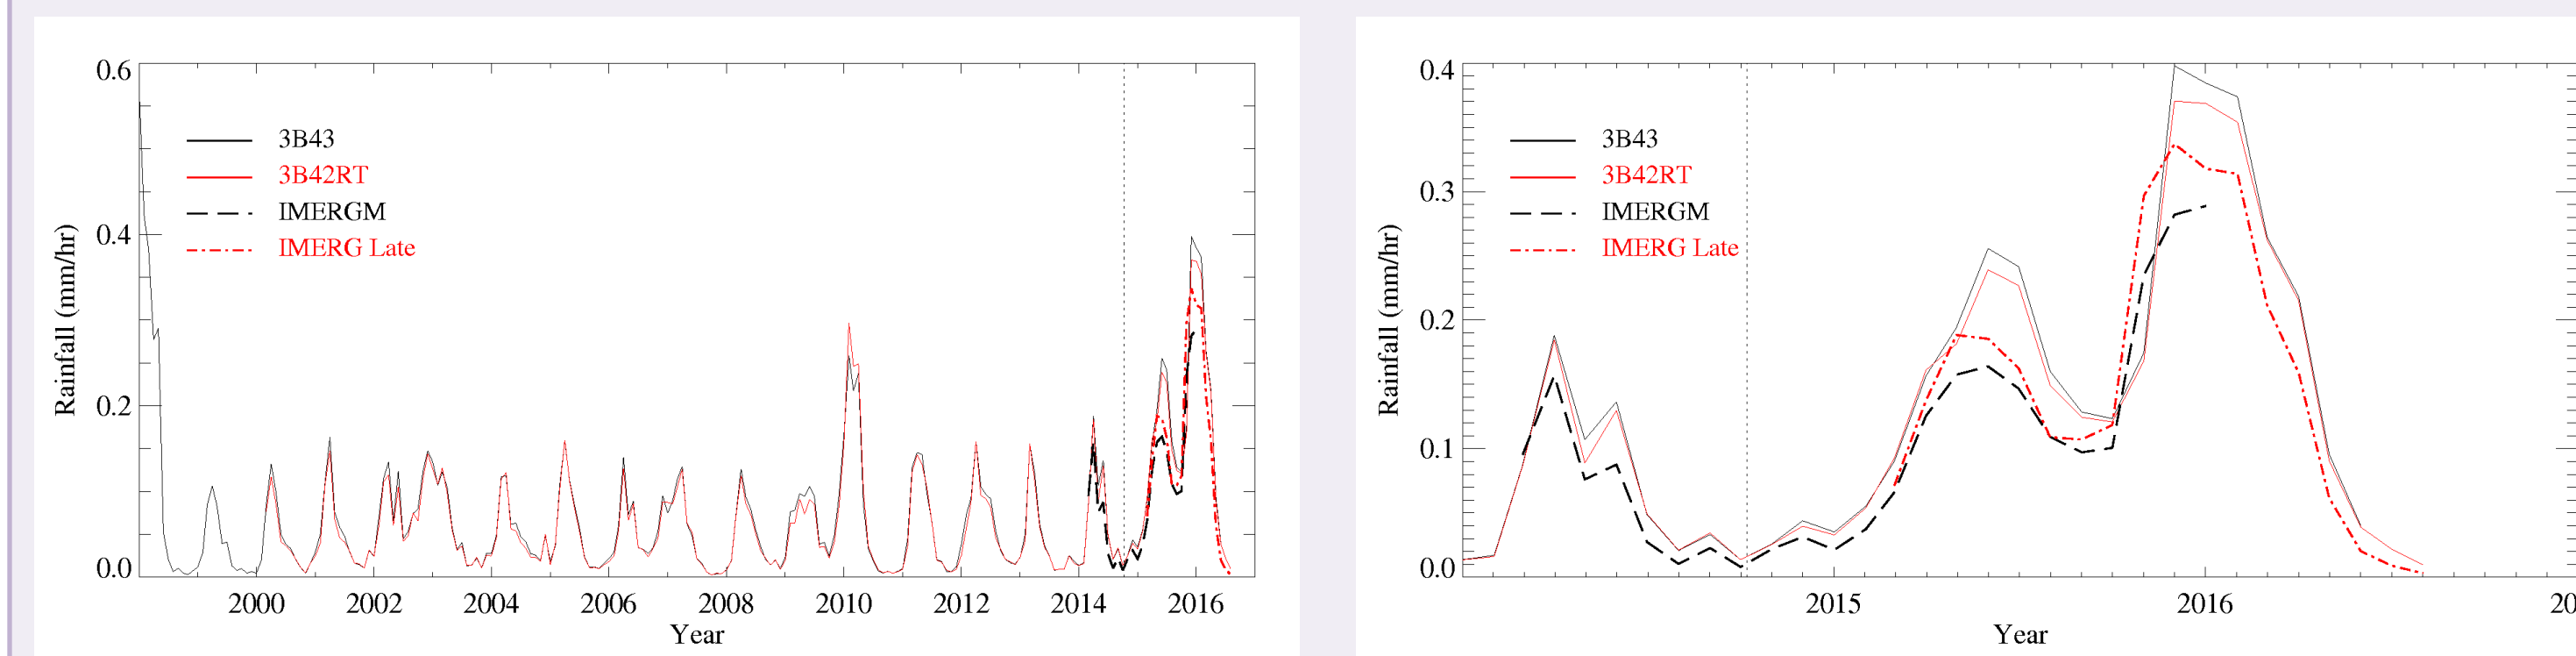 0.6
0.4
0.2
0.0
Rainfall (mm/hr)
3B43
3B42RT
IMERGM
IMERG Late
2000 2002 2004 2006 2008 2010 2012 2014 2016
Year
0.4
0.3
0.2
0.1
0.0
Rainfall (mm/hr)
3B43
3B42RT
IMERGM
IMERG Late
2015 2016
Year